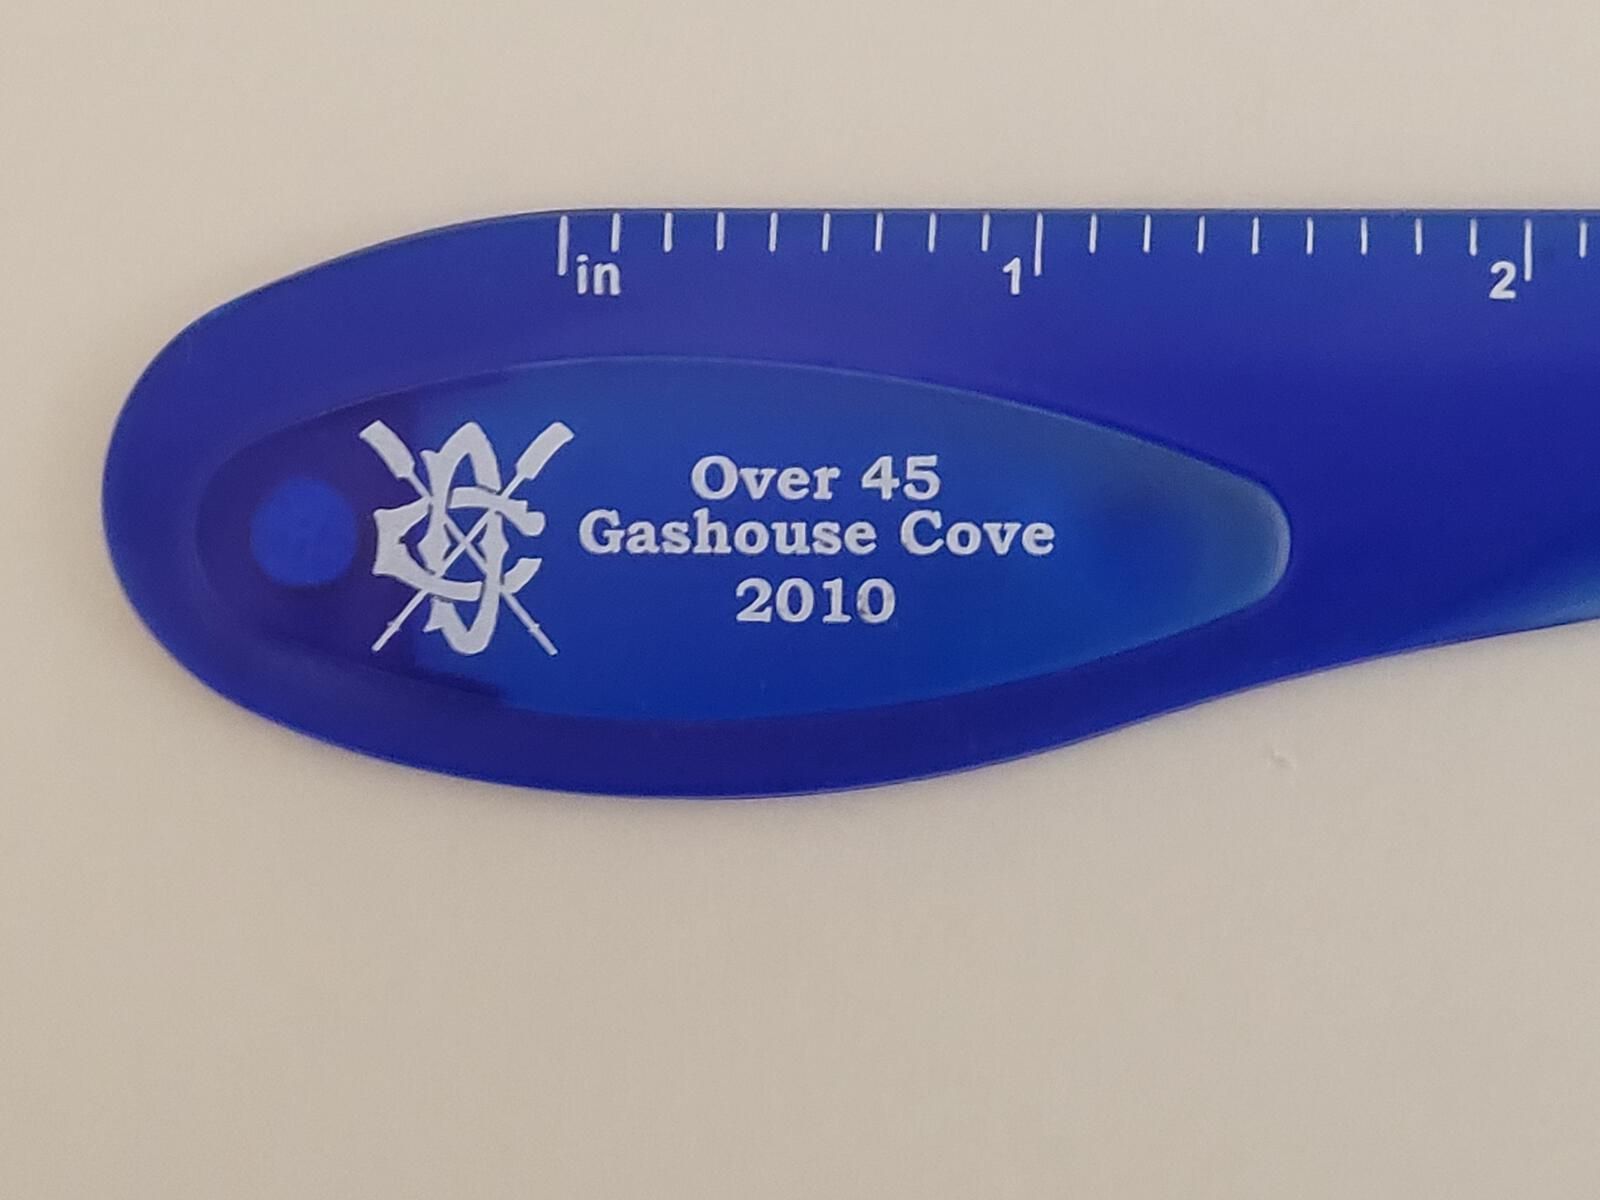 in 1 2
Over 45
Gashouse Cove
2010